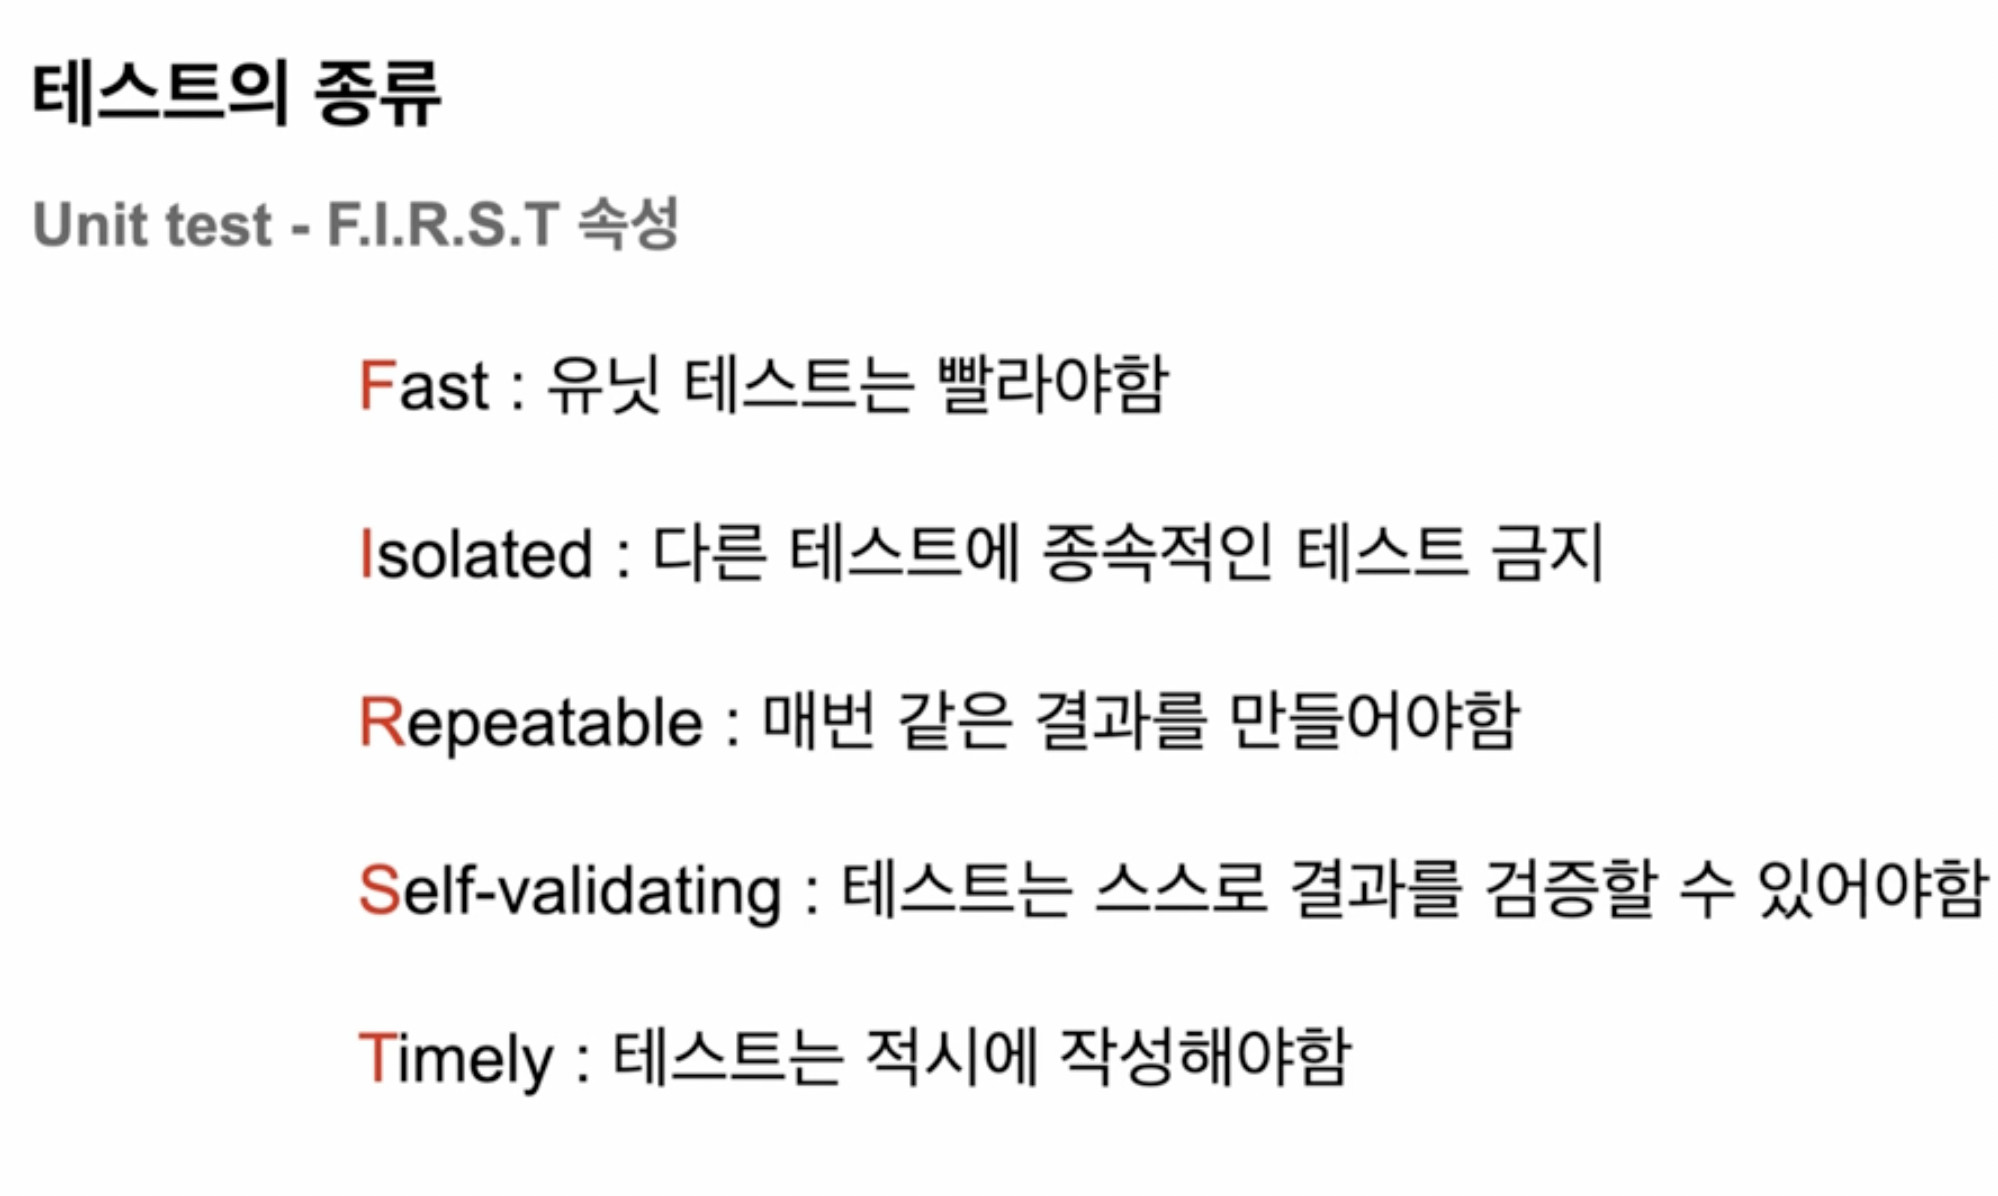 테스트의 종류
Unit test - F.I.R.S.T 속성
Fast : 유닛 테스트는 빨라야함
Isolated : 다른 테스트에 종속적인 테스트 금지
Repeatable : 매번 같은 결과를 만들어야함
Self-validating : 테스트는 스스로 결과를 검증할 수 있어야함
Timely : 테스트는 적시에 작성해야함